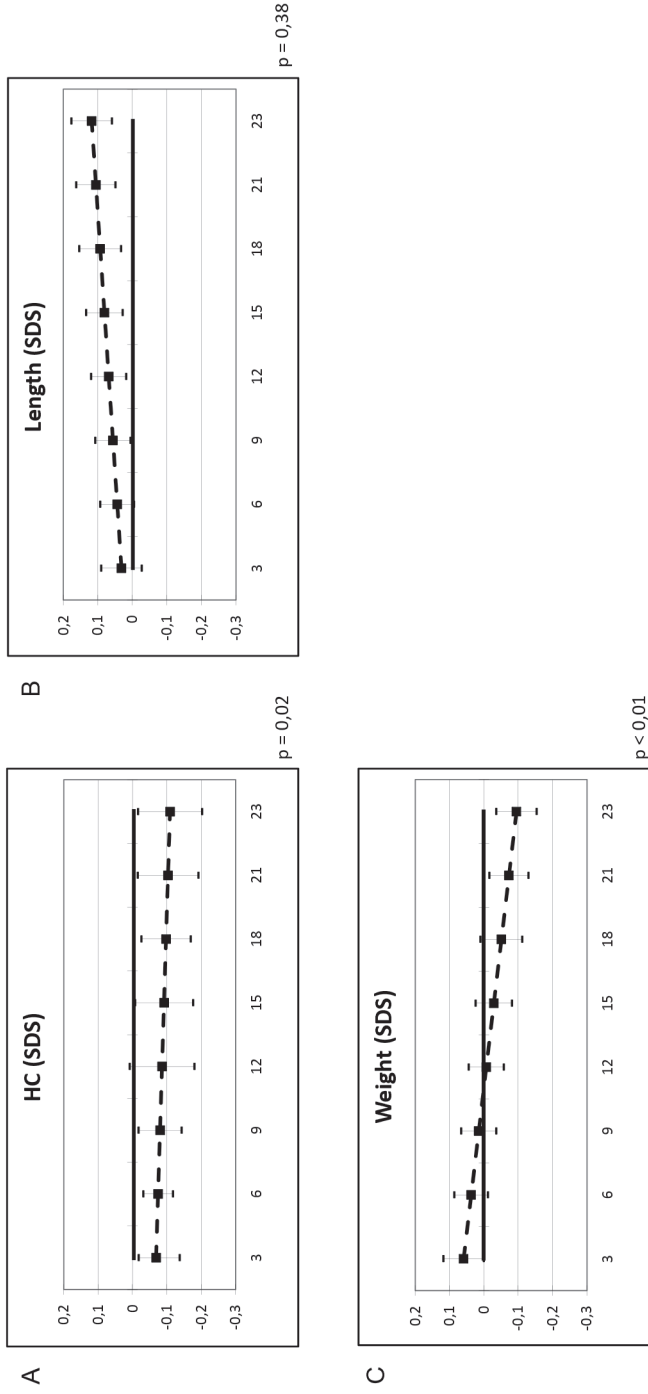 A
HC (SDS)
0,2
0,1
0
-0,1
-0,2
-0,3
3 6 9 12 15 18 21 23
p = 0,02
B
Length (SDS)
0,2
0,1
0
-0,1
-0,2
-0,3
3 6 9 12 15 18 21 23
p = 0,38
C
Weight (SDS)
0,2
0,1
0
-0,1
-0,2
-0,3
3 6 9 12 15 18 21 23
p < 0,01